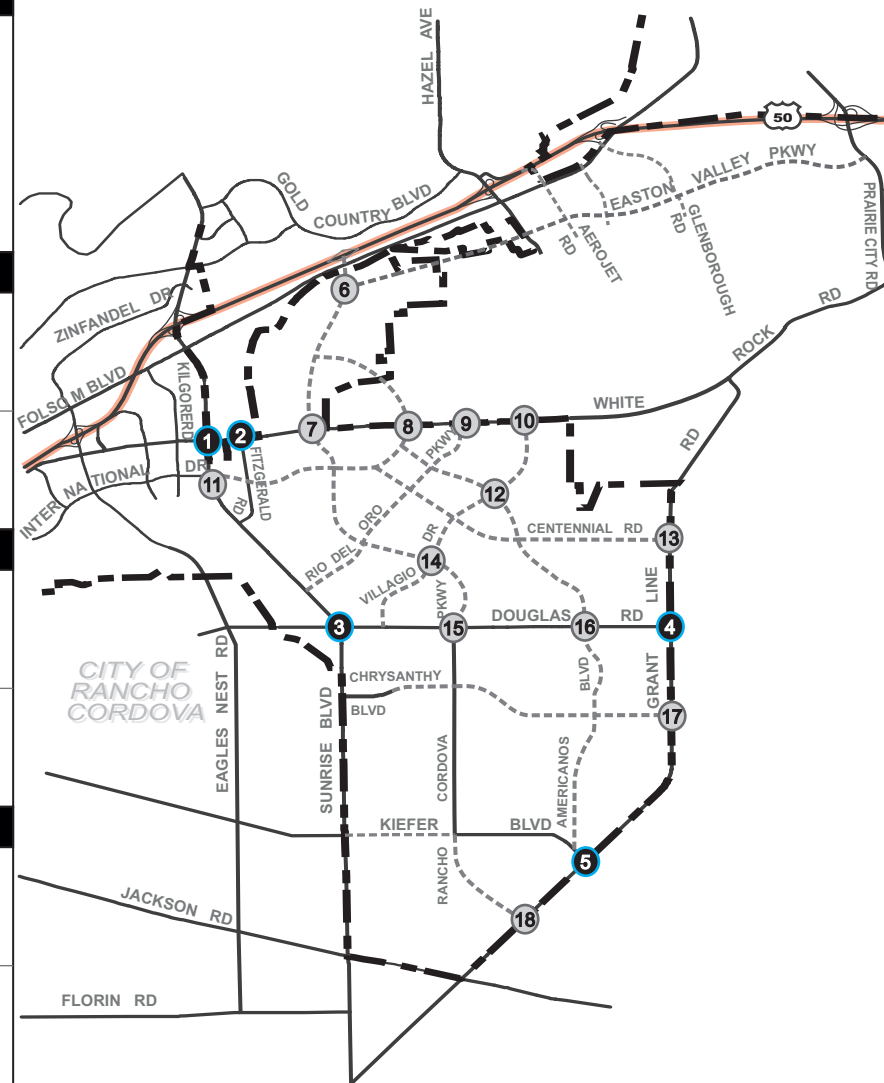 HAZEL AVE
50
GOLD
COUNTRY BLVD
EASTON VALLEY PKWY
AEROJET
RD
GLENBOROUGH
RD
PRAIRIE CITY RD
ZINFANDEL DR
6
FOLSOM BLVD
KILGORE RD
WHITE ROCK RD
1
2
7
8
9
10
INTERNATIONAL DR
11
FITZGERALD
RD
PKWY
12
RIO DEL ORO
CENTENNIAL RD
13
RD
DR
14
VILLAGIO
PKWY
LINE
DOUGLAS RD
3
15
16
4
CITY OF
RANCHO
CORDOVA
EAGLES NEST RD
SUNRISE BLVD
CHRYSANTHY
BLVD
BLVD
GRANT
17
CORDOVA
AMERICANOS
KIEFER BLVD
5
RANCHO
18
JACKSON RD
FLORIN RD